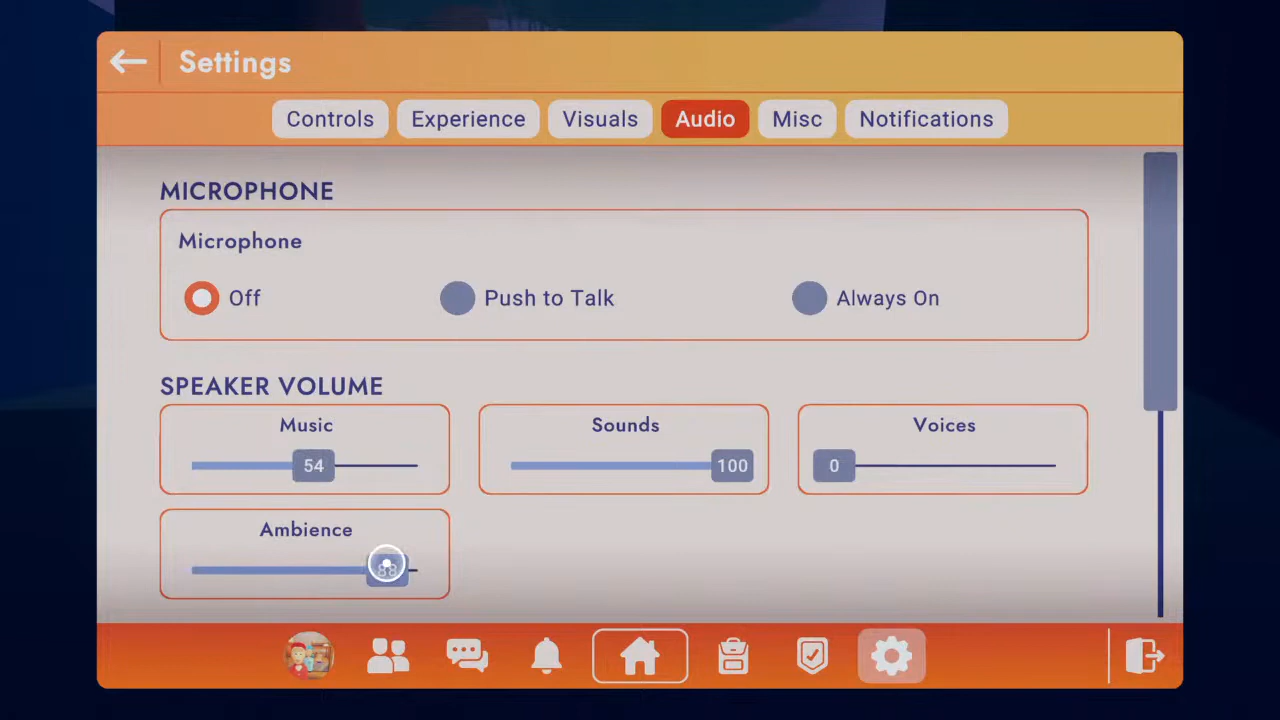 Settings
Controls Experience Visuals Audio Misc Notifications
MICROPHONE
Microphone
Off Push to Talk Always On
SPEAKER VOLUME
Music Sounds Voices
54 100 0
Ambience
88